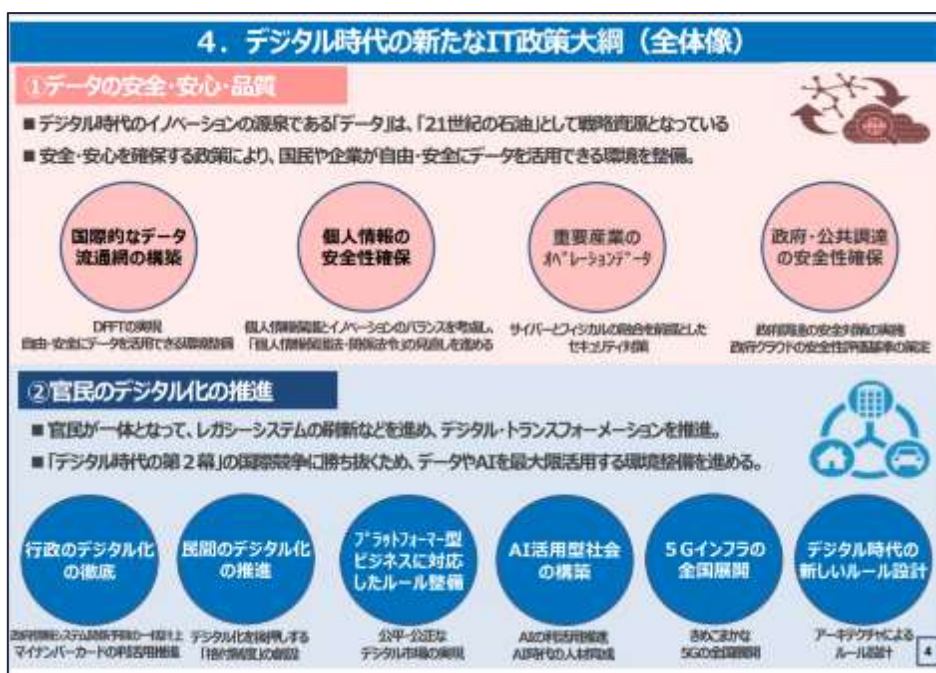 4．デジタル時代の新たなIT政策大綱（全体像）
①データの安全・安心・品質
■デジタル時代のイノベーションの源泉である「データ」は、「21世紀の石油」として戦略資源となっている
■安全・安心を確保する政策により、国民や企業が自由・安全にデータを活用できる環境を整備。
国際的なデータ
流通網の構築
個人情報の
安全性確保
重要産業の
ｵﾍﾟﾚｰｼｮﾝﾃﾞｰﾀ
政府・公共調達
の安全性確保
DFFTの実現
自由・安全にデータを活用できる環境整備
個人情報保護とイノベーションのバランスを考慮し、
「個人情報保護法・関係法令」の見直しを進める
サイバーとフィジカルの融合を前提とした
セキュリティ対策
政府調達の安全対策の実施
政府クラウドの安全性評価基準の策定
②官民のデジタル化の推進
■官民が一体となって、レガシーシステムの刷新などを進め、デジタル・トランスフォーメーションを推進。
■「デジタル時代の第２幕」の国際競争に勝ち抜くため、データやAIを最大限活用する環境整備を進める。
行政のデジタル化
の徹底
民間のデジタル化
の推進
ﾌﾟﾗｯﾄﾌｫｰﾏｰ型
ビジネスに対応
したルール整備
AI活用型社会
の構築
５Gインフラの
全国展開
デジタル時代の
新しいルール設計
政府情報システム関係予算の一括計上
マイナンバーカードの利活用推進
デジタル化を後押しする
公平・公正な
デジタル市場の実現
AIの利活用推進
AI時代の人材育成
きめこまかな
5Gの全国展開
アーキテクチャによる
ルール設計
4